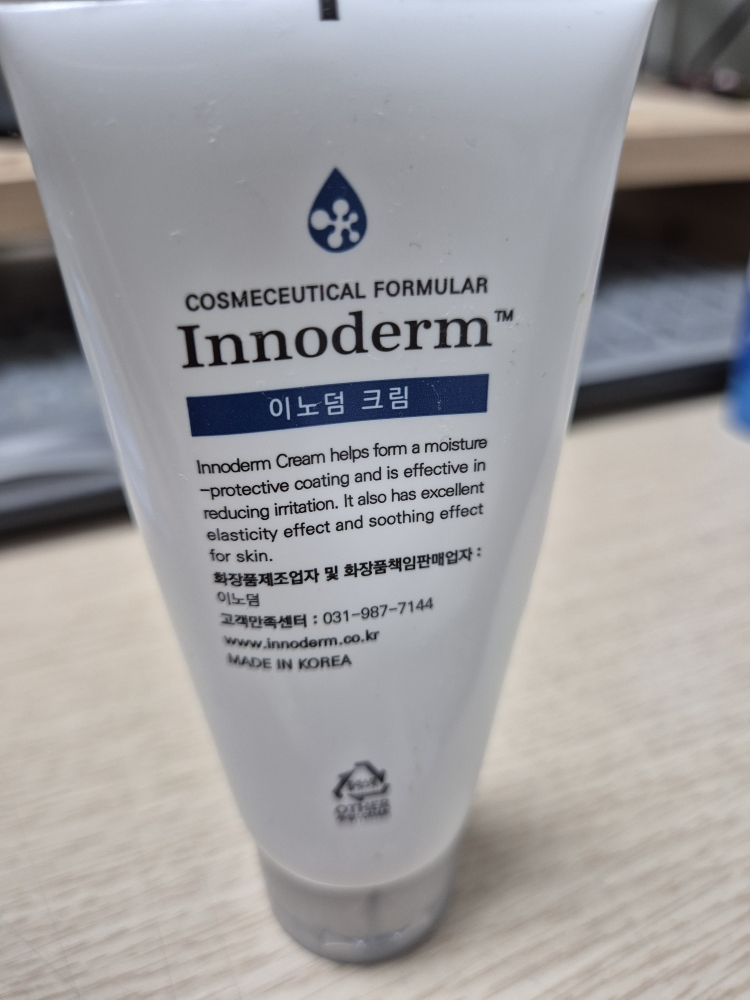 COSMECEUTICAL FORMULAR
Innoderm™
이노덤 크림
Innoderm Cream helps form a moisture
-protective coating and is effective in
reducing irritation. It also has excellent
elasticity effect and soothing effect
for skin.
화장품제조업자 및 화장품책임판매업자 :
이노덤
고객만족센터 : 031-987-7144
www.innoderm.co.kr
MADE IN KOREA
OTHER